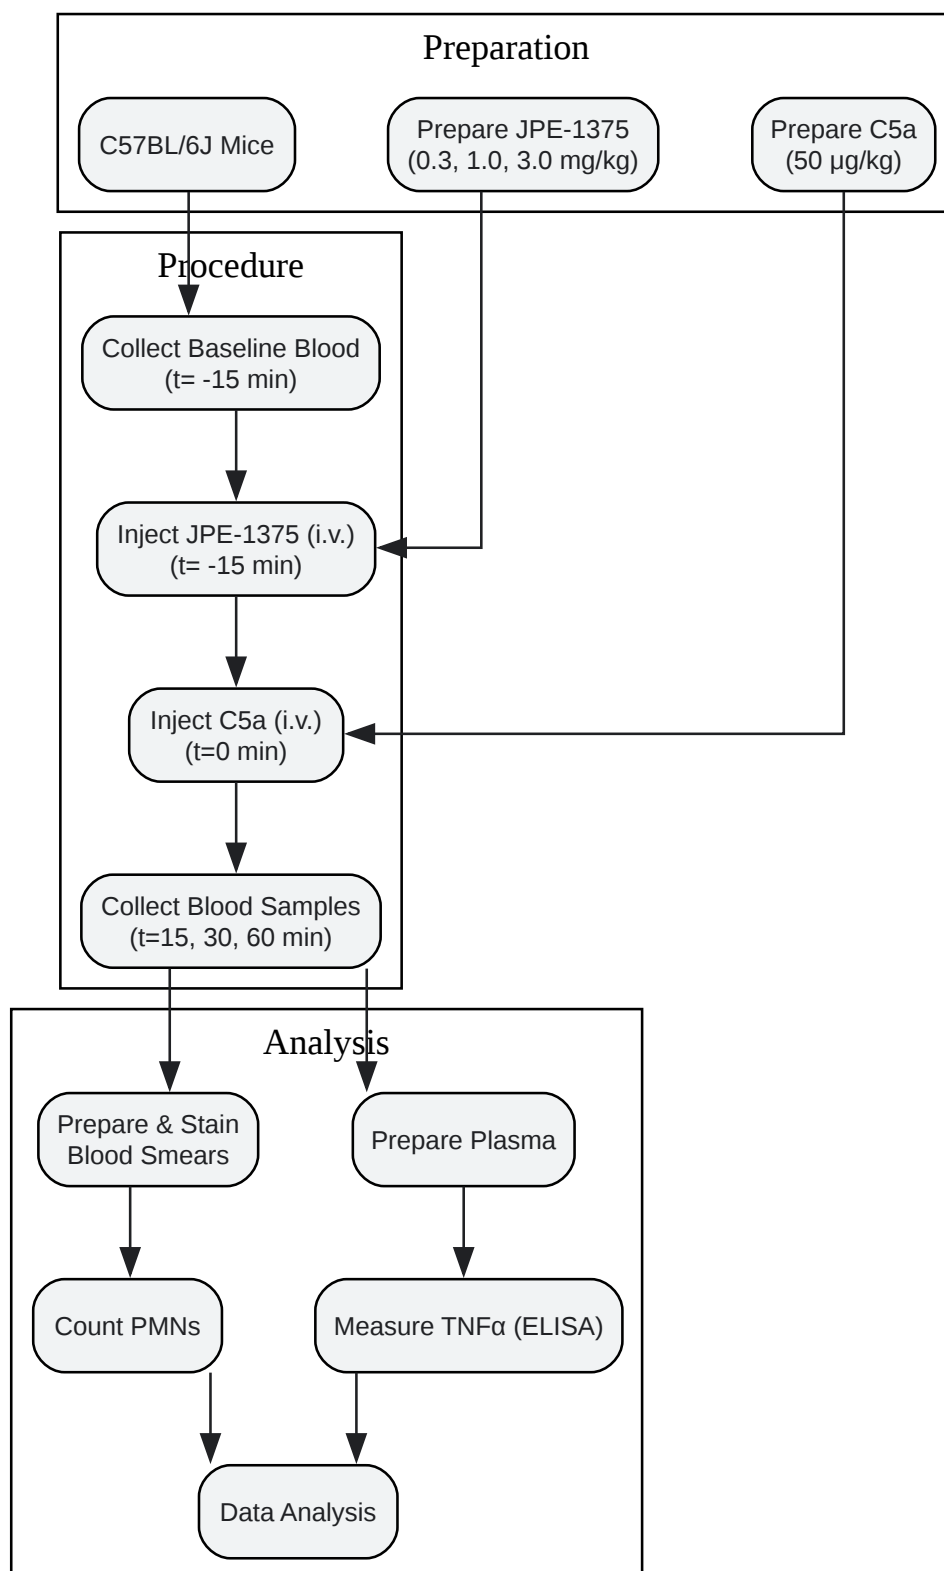 Preparation
C57BL/6J Mice
Prepare JPE-1375
(0.3, 1.0, 3.0 mg/kg)
Prepare C5a
(50 μg/kg)
Procedure
Collect Baseline Blood
(t= -15 min)
Inject JPE-1375 (i.v.)
(t= -15 min)
Inject C5a (i.v.)
(t=0 min)
Collect Blood Samples
(t=15, 30, 60 min)
Analysis
Prepare & Stain
Blood Smears
Prepare Plasma
Count PMNs
Measure TNFα (ELISA)
Data Analysis